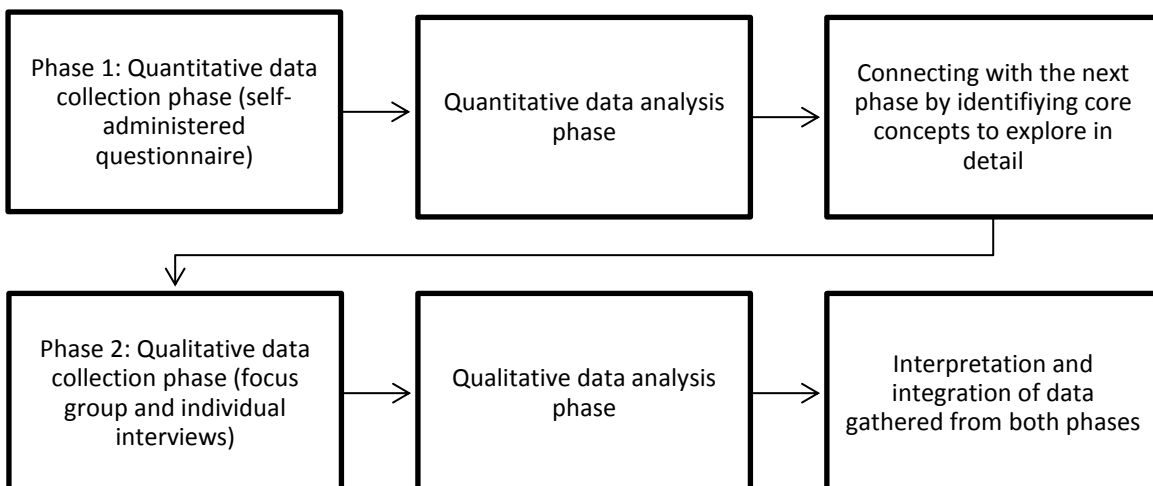 Phase 1: Quantitative data
collection phase (self-
administered
questionnaire)
Quantitative data analysis
phase
Connecting with the next
phase by identifiying core
concepts to explore in
detail
Phase 2: Qualitative data
collection phase (focus
group and individual
interviews)
Qualitative data analysis
phase
Interpretation and
integration of data
gathered from both phases